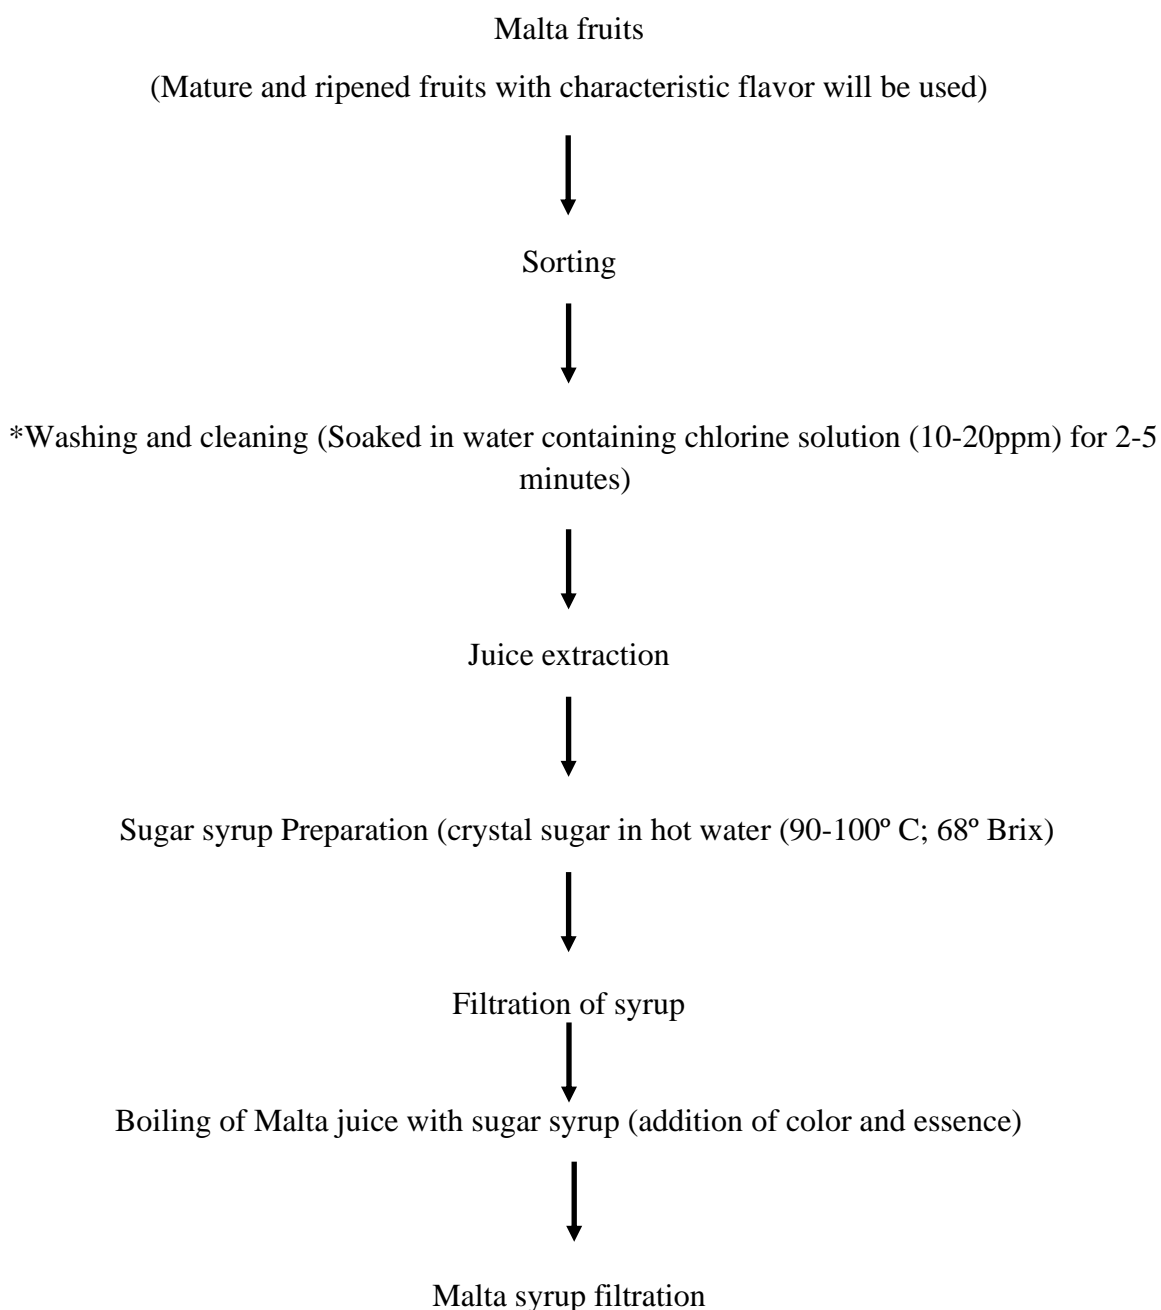 Malta fruits
(Mature and ripened fruits with characteristic flavor will be used)
Sorting
*Washing and cleaning (Soaked in water containing chlorine solution (10-20ppm) for 2-5
minutes)
Juice extraction
Sugar syrup Preparation (crystal sugar in hot water (90-100º C; 68º Brix)
Filtration of syrup
Boiling of Malta juice with sugar syrup (addition of color and essence)
Malta syrup filtration